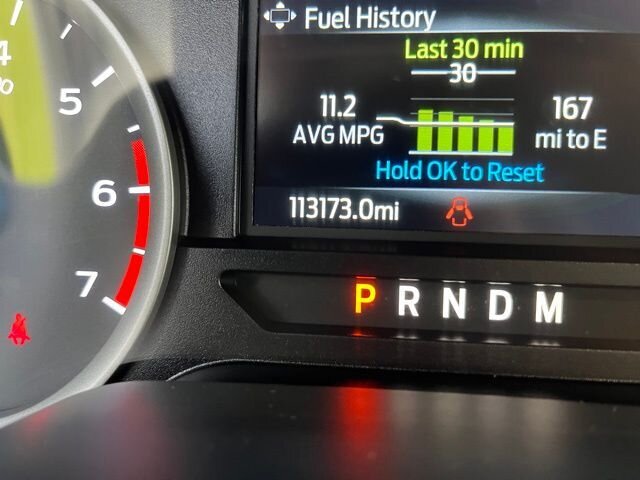 Fuel History
Last 30 min
30
11.2
AVG MPG
167
mi to E
Hold OK to Reset
113173.0mi
P R N D M
4
5
6
7